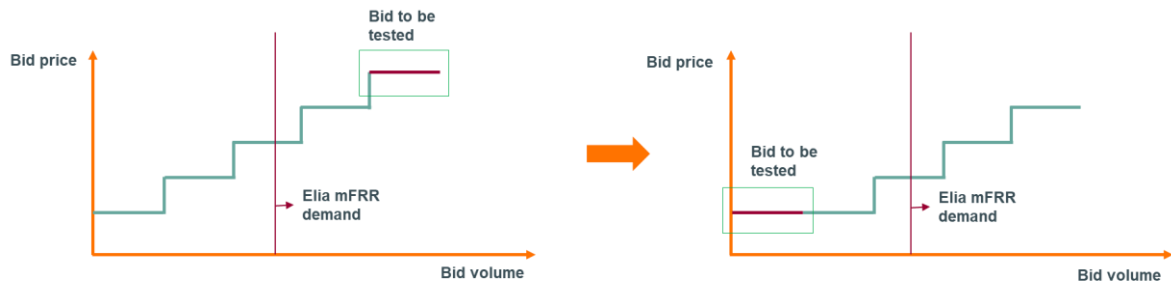 Bid to be
tested
Bid price
Elia mFRR
demand
Bid volume
Bid price
Bid to be
tested
Elia mFRR
demand
Bid volume